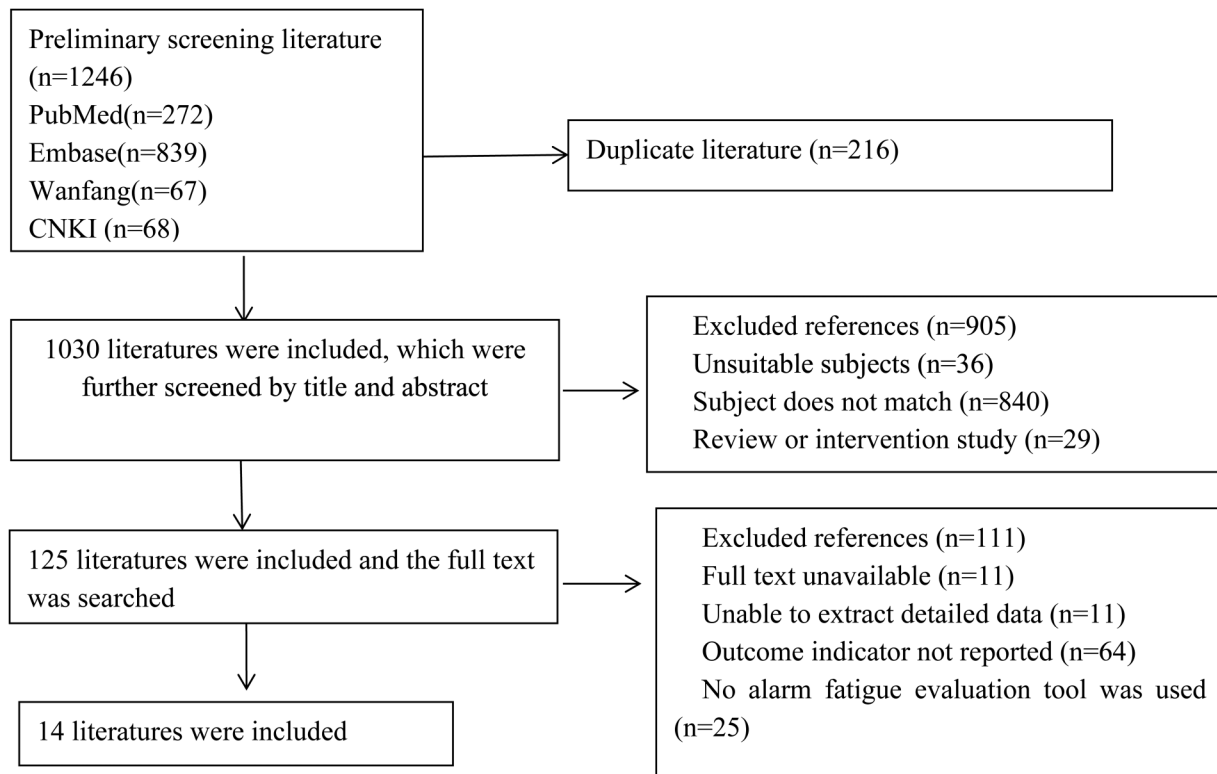 Preliminary screening literature
(n=1246)
PubMed(n=272)
Embase(n=839)
Wanfang(n=67)
CNKI (n=68)
Duplicate literature (n=216)
1030 literatures were included, which were
further screened by title and abstract
Excluded references (n=905)
Unsuitable subjects (n=36)
Subject does not match (n=840)
Review or intervention study (n=29)
125 literatures were included and the full text
was searched
Excluded references (n=111)
Full text unavailable (n=11)
Unable to extract detailed data (n=11)
Outcome indicator not reported (n=64)
No alarm fatigue evaluation tool was used
(n=25)
14 literatures were included